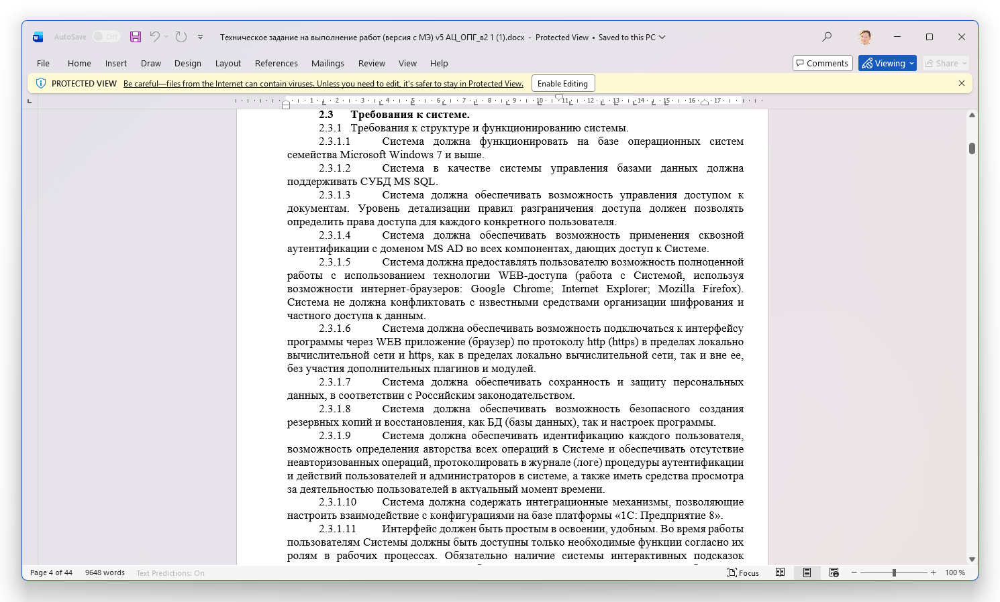 AutoSave Off Техническое задание на выполнение работ (версия с МЭ) v5 АЦ_ОПГ_в2 1 (1).docx - Protected View • Saved to this PC
File Home Insert Draw Design Layout References Mailings Review View Help Comments Viewing Share
PROTECTED VIEW Be careful—files from the Internet can contain viruses. Unless you need to edit, it's safer to stay in Protected View. Enable Editing
1 2 3 4 5 6 7 8 9 10 11 12 13 14 15 16 17
2.3 Требования к системе.
2.3.1 Требования к структуре и функционированию системы.
2.3.1.1 Система должна функционировать на базе операционных систем
семейства Microsoft Windows 7 и выше.
2.3.1.2 Система в качестве системы управления базами данных должна
поддерживать СУБД MS SQL.
2.3.1.3 Система должна обеспечивать возможность управления доступом к
документам. Уровень детализации правил разграничения доступа должен позволять
определить права доступа для каждого конкретного пользователя.
2.3.1.4 Система должна обеспечивать возможность применения сквозной
аутентификации с доменом MS AD во всех компонентах, дающих доступ к Системе.
2.3.1.5 Система должна предоставлять пользователю возможность полноценной
работы с использованием технологии WEB-доступа (работа с Системой, используя
возможности интернет-браузеров: Google Chrome; Internet Explorer; Mozilla Firefox).
Система не должна конфликтовать с известными средствами организации шифрования и
частного доступа к данным.
2.3.1.6 Система должна обеспечивать возможность подключаться к интерфейсу
программы через WEB приложение (браузер) по протоколу http (https) в пределах локально
вычислительной сети и https, как в пределах локально вычислительной сети, так и вне ее,
без участия дополнительных плагинов и модулей.
2.3.1.7 Система должна обеспечивать сохранность и защиту персональных
данных, в соответствии с Российским законодательством.
2.3.1.8 Система должна обеспечивать возможность безопасного создания
резервных копий и восстановления, как БД (базы данных), так и настроек программы.
2.3.1.9 Система должна обеспечивать идентификацию каждого пользователя,
возможность определения авторства всех операций в Системе и обеспечивать отсутствие
неавторизованных операций, протоколировать в журнале (логе) процедуры аутентификации
и действий пользователей и администраторов в системе, а также иметь средства просмотра
за деятельностью пользователей в актуальный момент времени.
2.3.1.10 Система должна содержать интеграционные механизмы, позволяющие
настроить взаимодействие с конфигурациями на базе платформы «1С: Предприятие 8».
2.3.1.11 Интерфейс должен быть простым в освоении, удобным. Во время работы
пользователям Системы должны быть доступны только необходимые функции согласно их
ролям в рабочих процессах. Обязательно наличие системы интерактивных подсказок
Page 4 of 44 9648 words Text Predictions: On Focus 100 %